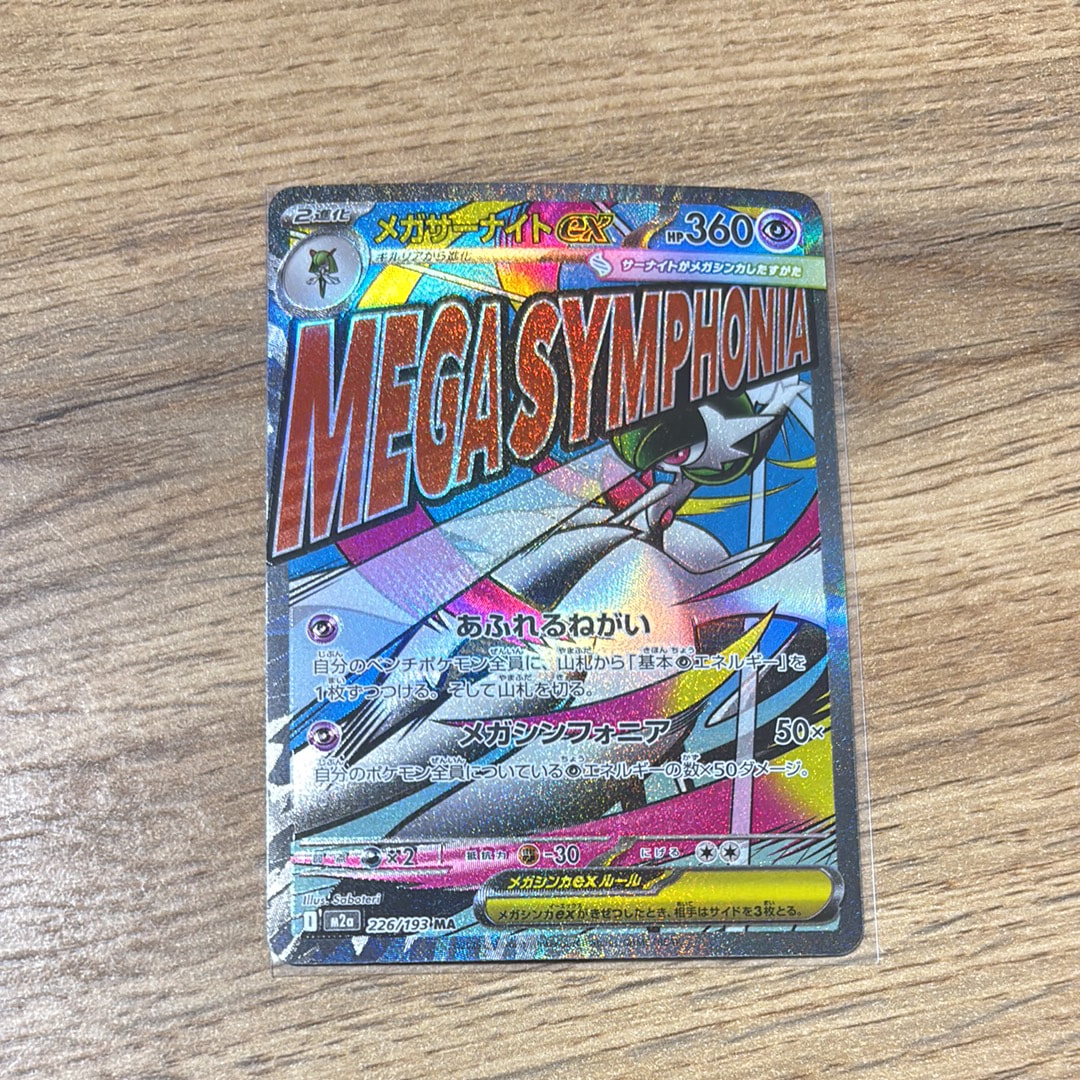 2進化
メガサーナイトex
HP360
キルリアから進化
サーナイトがメガシンカしたすがた
MEGA SYMPHONIA
あふれるねがい
自分のベンチポケモン全員に、山札から「基本エネルギー」を
1枚ずつつける。そして山札を切る。
メガシンフォニア 50×
自分のポケモン全員についているエネルギーの数×50ダメージ。
×2 抵抗力 -30 にげる
メガシンカexルール
メガシンカexがきぜつしたとき、相手はサイドを3枚とる。
Illus. Saboteri
I m2a 226/193 MA